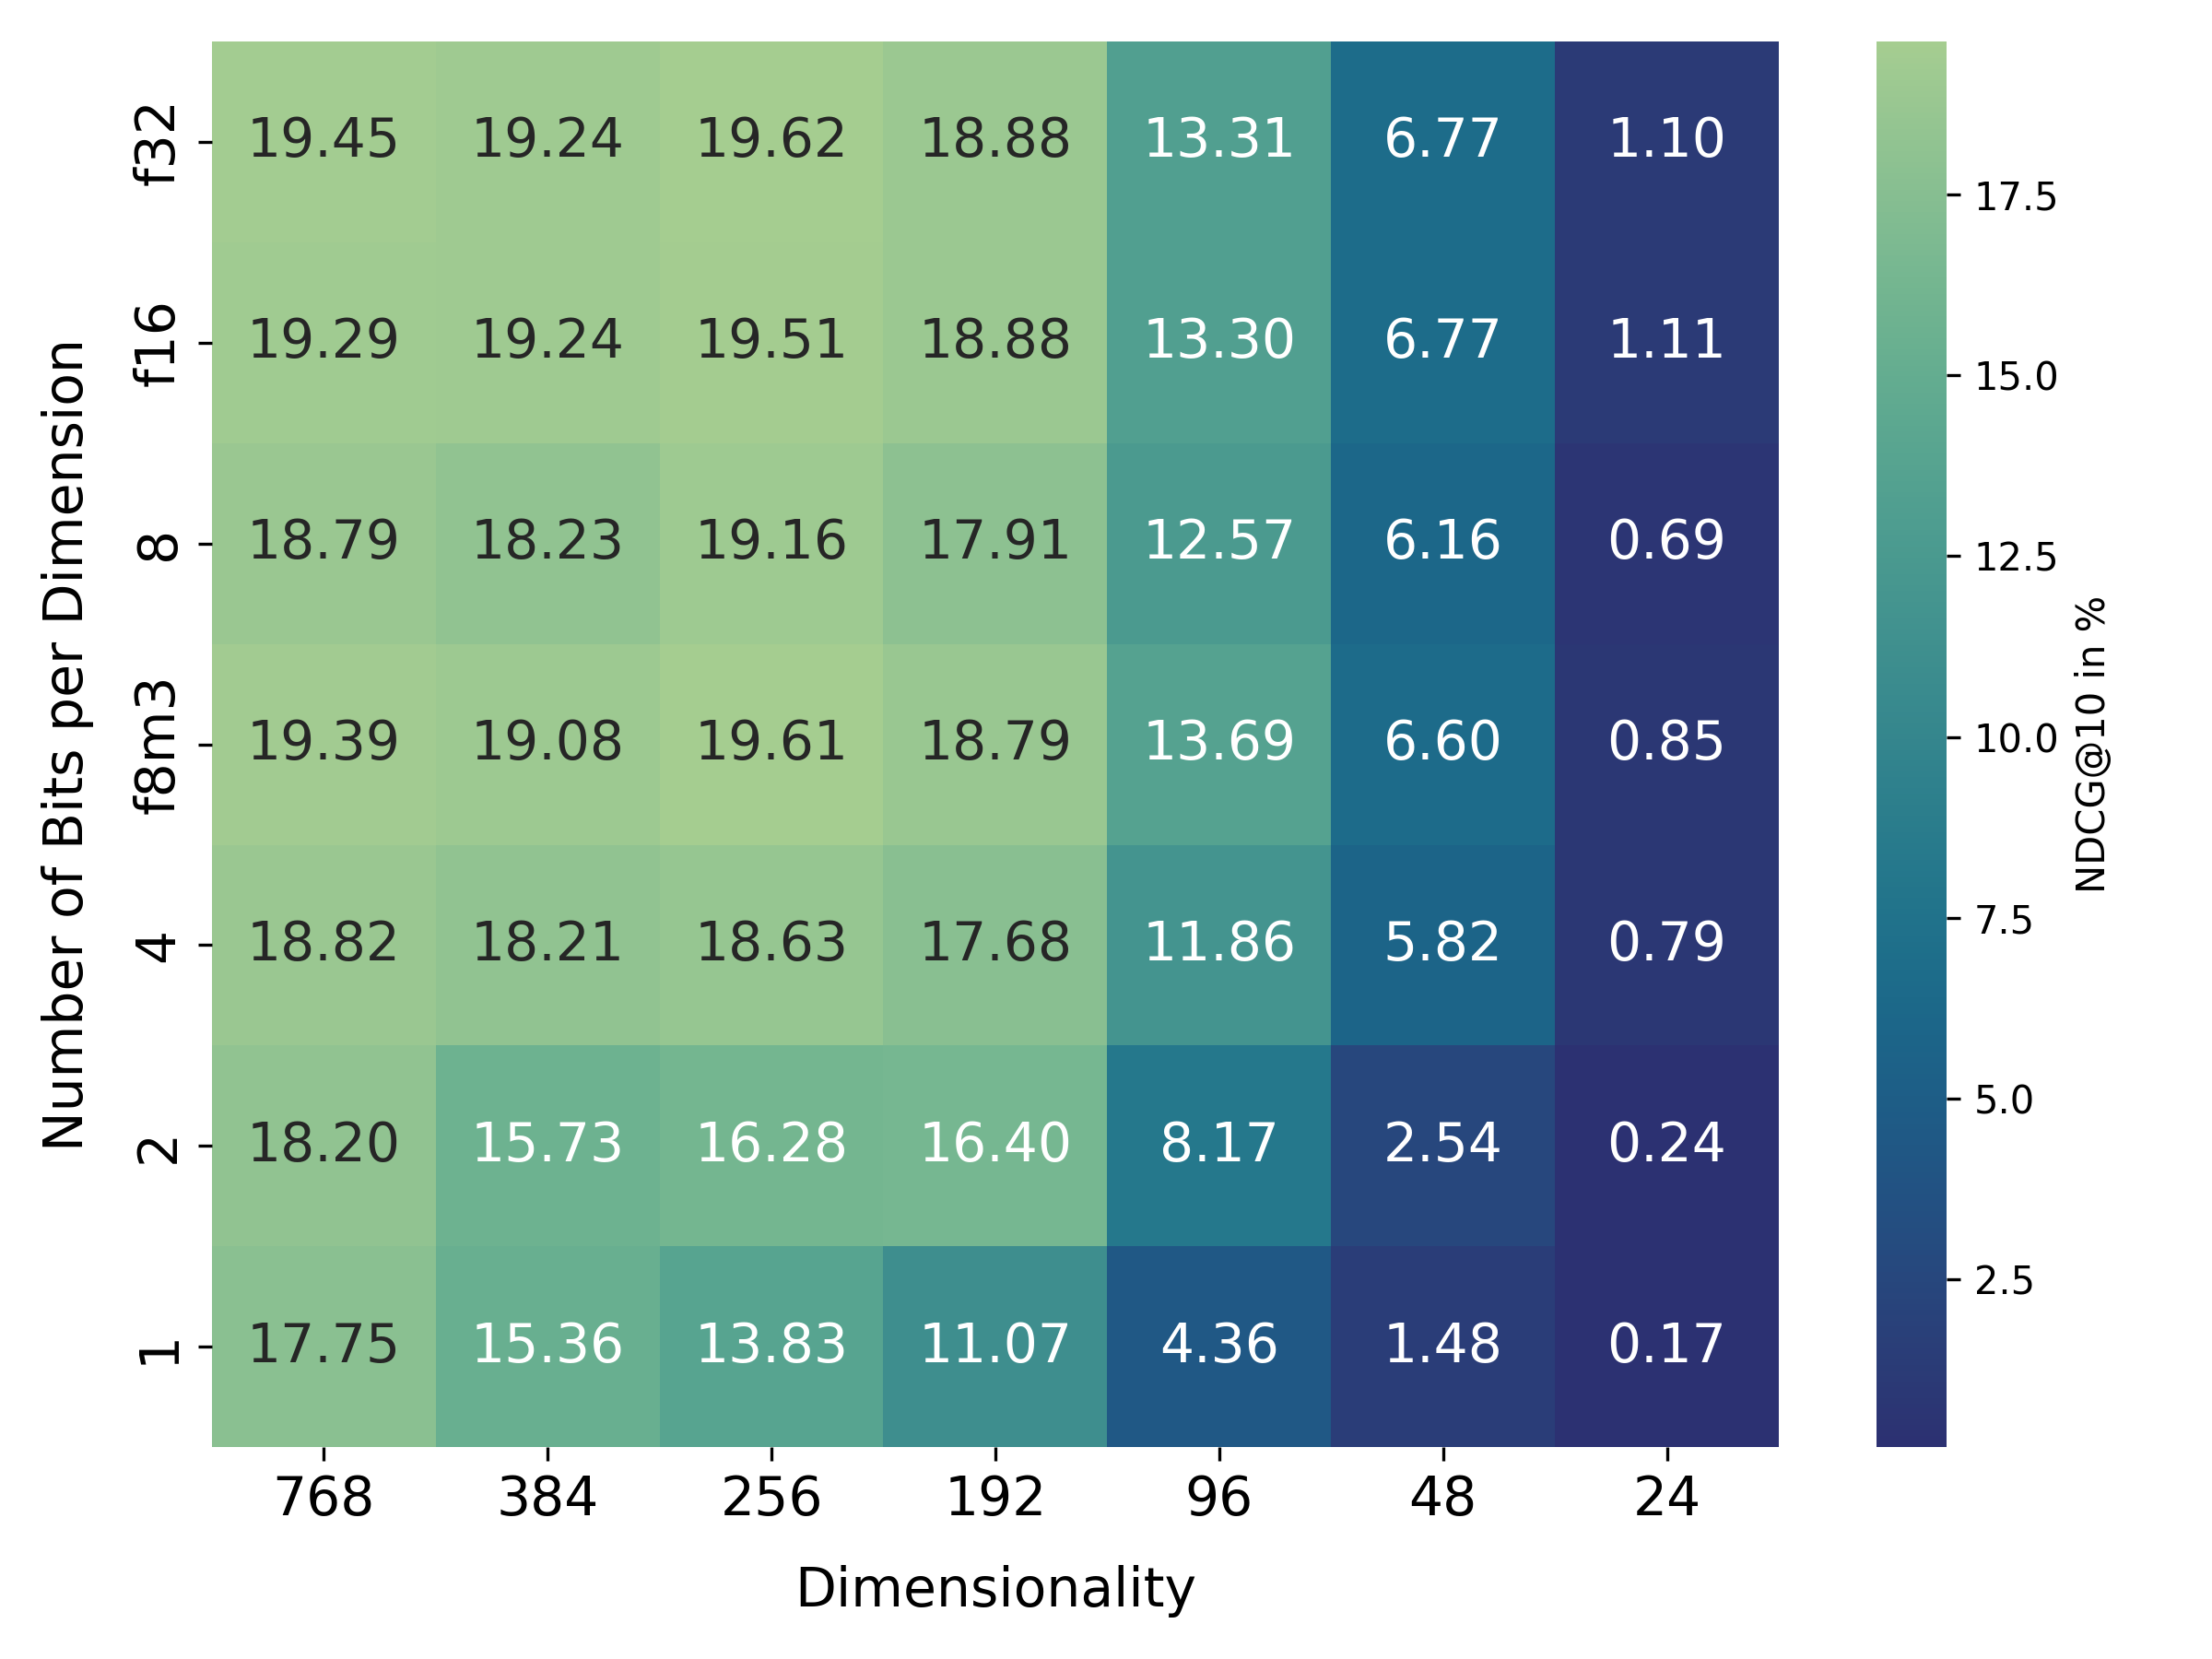 Number of Bits per Dimension
f32 19.45 19.24 19.62 18.88 13.31 6.77 1.10
f16 19.29 19.24 19.51 18.88 13.30 6.77 1.11
8 18.79 18.23 19.16 17.91 12.57 6.16 0.69
f8m3 19.39 19.08 19.61 18.79 13.69 6.60 0.85
4 18.82 18.21 18.63 17.68 11.86 5.82 0.79
2 18.20 15.73 16.28 16.40 8.17 2.54 0.24
1 17.75 15.36 13.83 11.07 4.36 1.48 0.17
768 384 256 192 96 48 24
Dimensionality
17.5
15.0
12.5
10.0
7.5
5.0
2.5
NDCG@10 in %